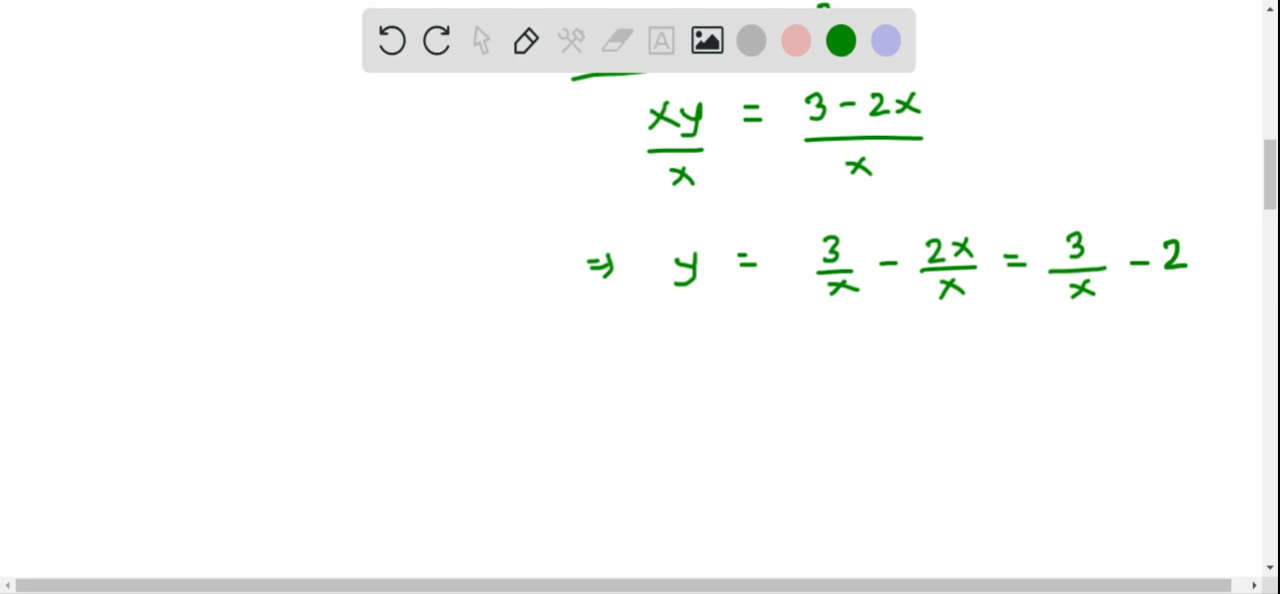 xy/x = (3 - 2x)/x
⇒ y = 3/x - 2x/x = 3/x - 2